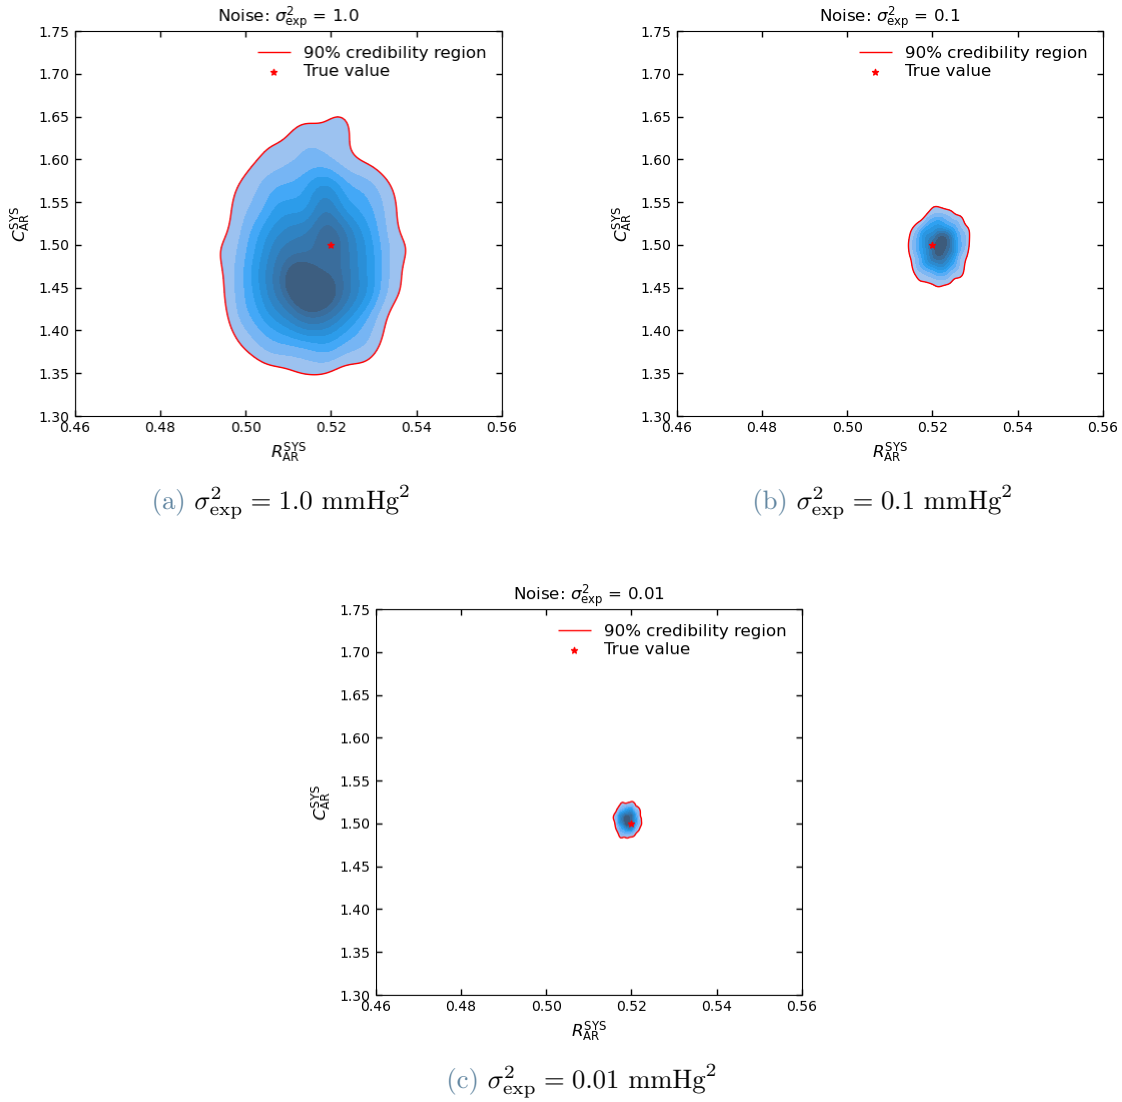 Noise: σ²exp = 1.0
90% credibility region
True value
1.75
1.70
1.65
1.60
1.55
1.50
1.45
1.40
1.35
1.30
C^SYS_AR
0.46 0.48 0.50 0.52 0.54 0.56
R^SYS_AR
(a) σ²exp = 1.0 mmHg²
Noise: σ²exp = 0.1
90% credibility region
True value
1.75
1.70
1.65
1.60
1.55
1.50
1.45
1.40
1.35
1.30
C^SYS_AR
0.46 0.48 0.50 0.52 0.54 0.56
R^SYS_AR
(b) σ²exp = 0.1 mmHg²
Noise: σ²exp = 0.01
90% credibility region
True value
1.75
1.70
1.65
1.60
1.55
1.50
1.45
1.40
1.35
1.30
C^SYS_AR
0.46 0.48 0.50 0.52 0.54 0.56
R^SYS_AR
(c) σ²exp = 0.01 mmHg²